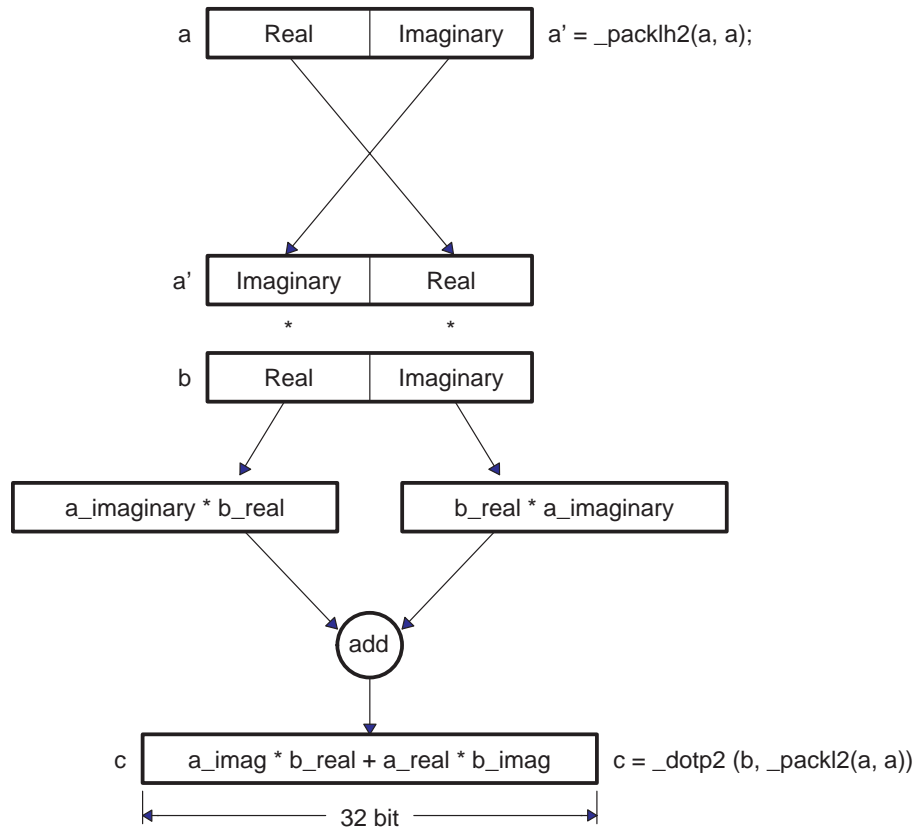 a Real Imaginary a’ = _packlh2(a, a);
a’ Imaginary Real
* *
b Real Imaginary
a_imaginary * b_real b_real * a_imaginary
add
c a_imag * b_real + a_real * b_imag c = _dotp2 (b, _packl2(a, a))
32 bit